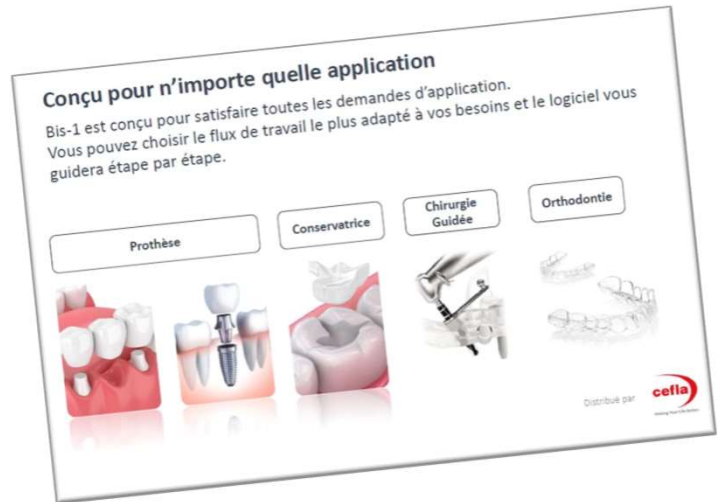 Conçu pour n'importe quelle application
Bis-1 est conçu pour satisfaire toutes les demandes d'application.
Vous pouvez choisir le flux de travail le plus adapté à vos besoins et le logiciel vous
guidera étape par étape.
Prothèse
Conservatrice
Chirurgie
Guidée
Orthodontie
Distribué par
cefla